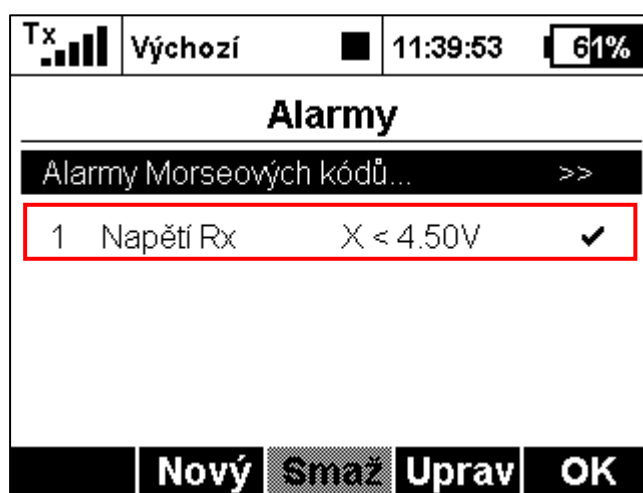 Tx Výchozí 11:39:53 61%
Alarmy
Alarmy Morseových kódů... >>
1 Napětí Rx X < 4.50V ✔
Nový Smaž Uprav OK